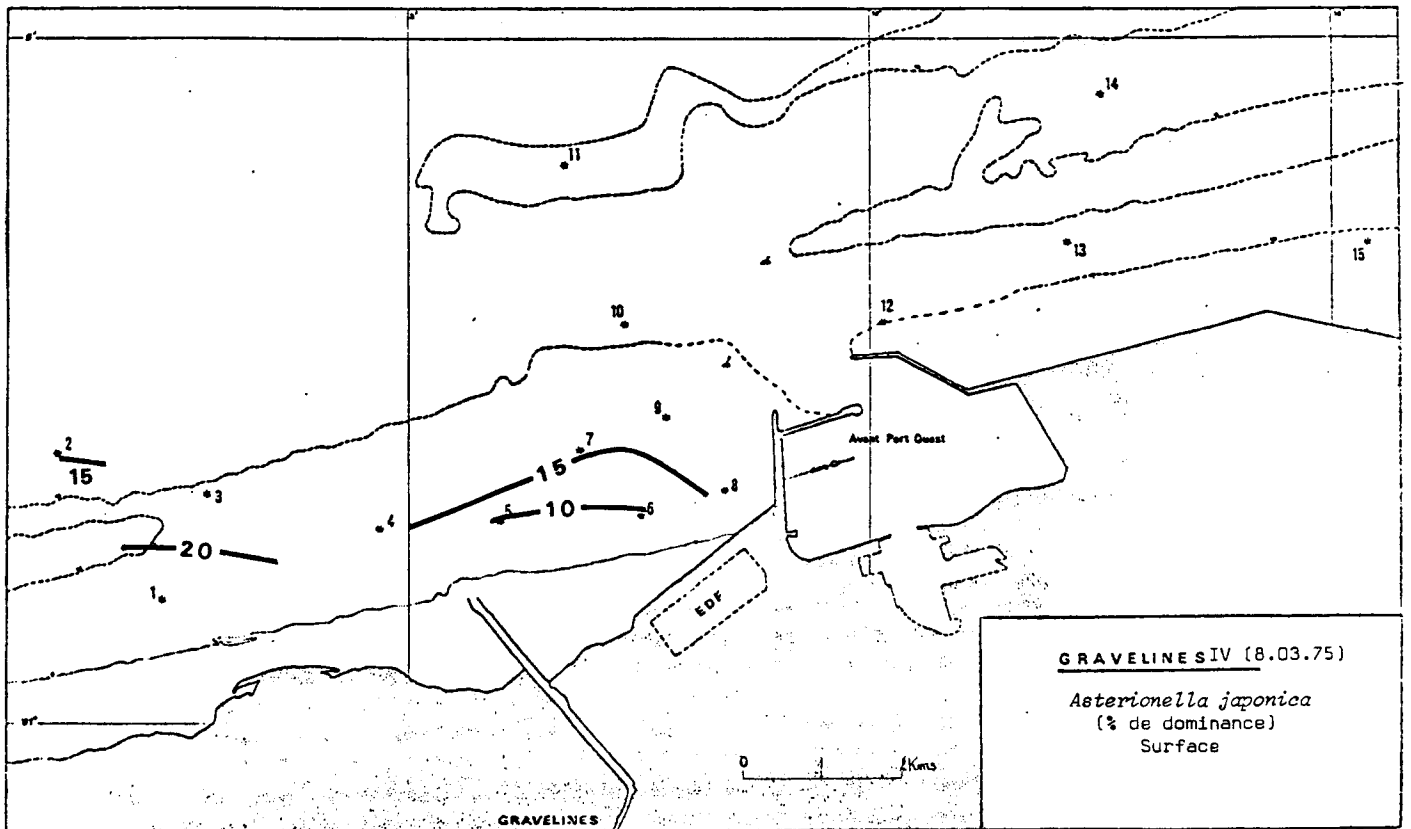 14
11
13
15
12
10
9
2
7
15
15
Avant Port Ouest
3
8
4
5
10
6
20
1
EDF
GRAVELINES IV (8.03.75)
Asterionella japonica
(% de dominance)
Surface
0
1
2Kms
GRAVELINES